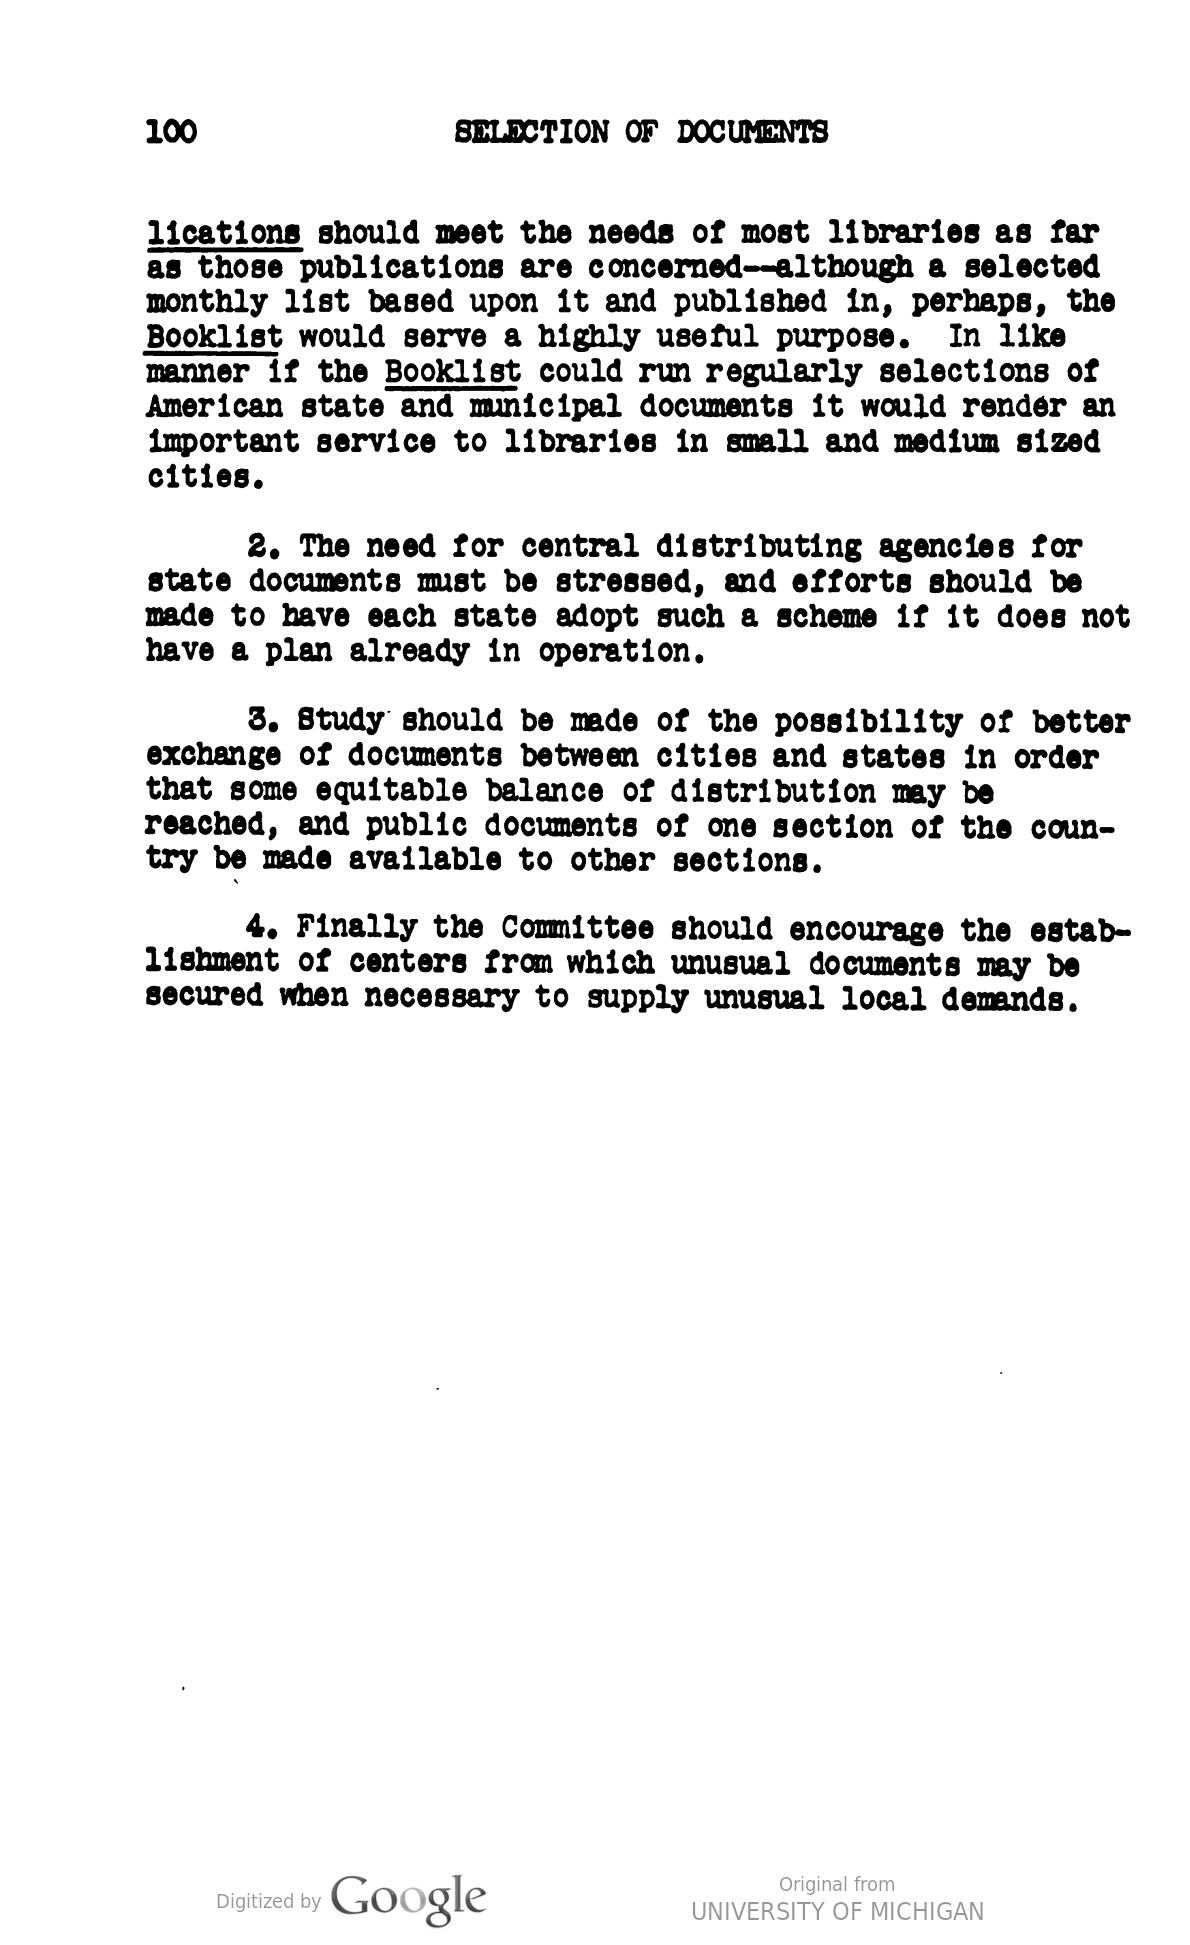 100 SELECTION OF DOCUMENTS
lications should meet the needs of most libraries as far
as those publications are concerned--although a selected
monthly list based upon it and published in, perhaps, the
Booklist would serve a highly useful purpose. In like
manner if the Booklist could run regularly selections of
American state and municipal documents it would render an
important service to libraries in small and medium sized
cities.
2. The need for central distributing agencies for
state documents must be stressed, and efforts should be
made to have each state adopt such a scheme if it does not
have a plan already in operation.
3. Study should be made of the possibility of better
exchange of documents between cities and states in order
that some equitable balance of distribution may be
reached, and public documents of one section of the coun-
try be made available to other sections.
4. Finally the Committee should encourage the estab-
lishment of centers from which unusual documents may be
secured when necessary to supply unusual local demands.
Digitized by Google
Original from
UNIVERSITY OF MICHIGAN